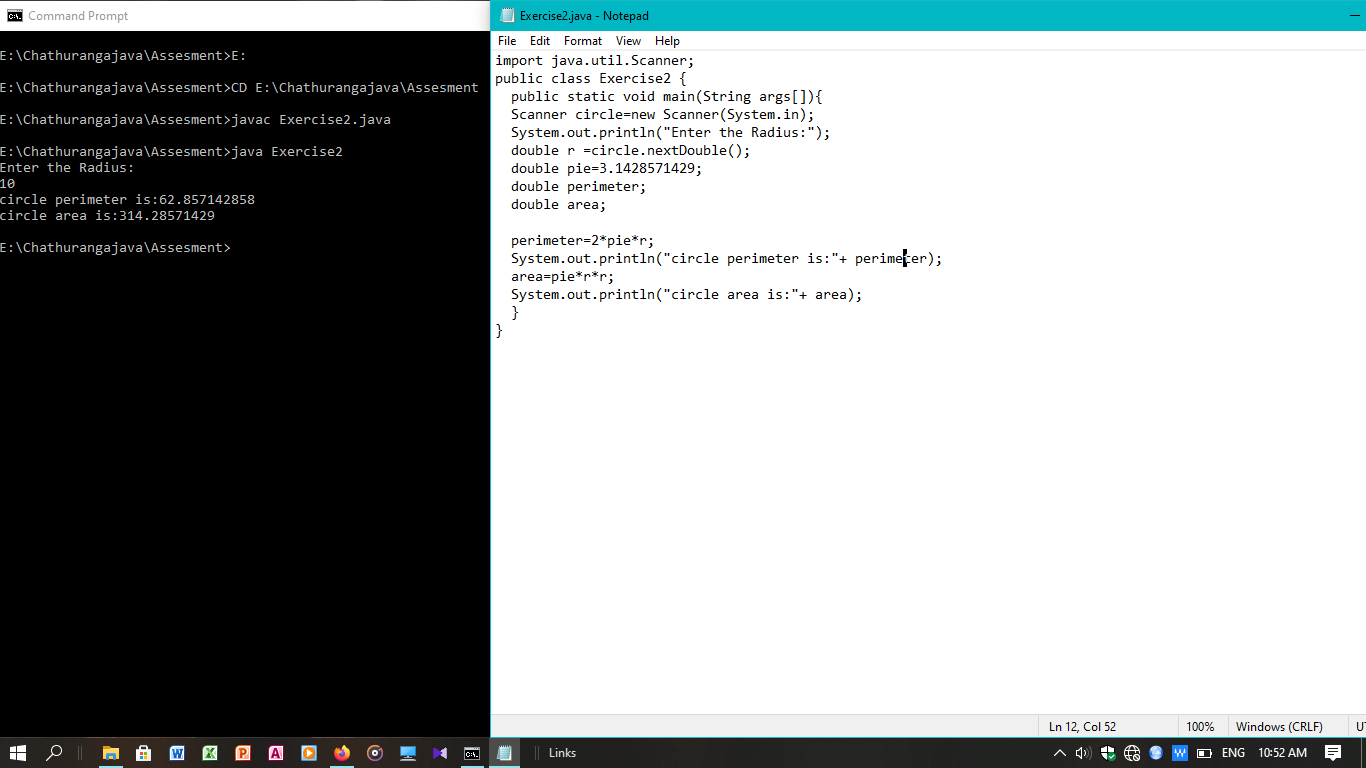 Command Prompt
E:\Chathurangajava\Assesment>E:
E:\Chathurangajava\Assesment>CD E:\Chathurangajava\Assesment
E:\Chathurangajava\Assesment>javac Exercise2.java
E:\Chathurangajava\Assesment>java Exercise2
Enter the Radius:
10
circle perimeter is:62.857142858
circle area is:314.28571429
E:\Chathurangajava\Assesment>
Exercise2.java - Notepad
File Edit Format View Help
import java.util.Scanner;
public class Exercise2 {
public static void main(String args[]){
Scanner circle=new Scanner(System.in);
System.out.println("Enter the Radius:");
double r =circle.nextDouble();
double pie=3.1428571429;
double perimeter;
double area;
perimeter=2*pie*r;
System.out.println("circle perimeter is:"+ perimeter);
area=pie*r*r;
System.out.println("circle area is:"+ area);
}
}
Ln 12, Col 52 100% Windows (CRLF) UT
Links
ENG 10:52 AM